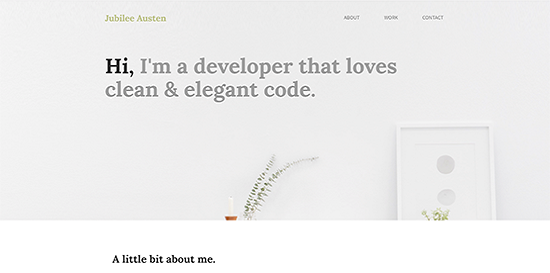 Jubilee Austen
ABOUT WORK CONTACT
Hi, I'm a developer that loves
clean & elegant code.
A little bit about me.